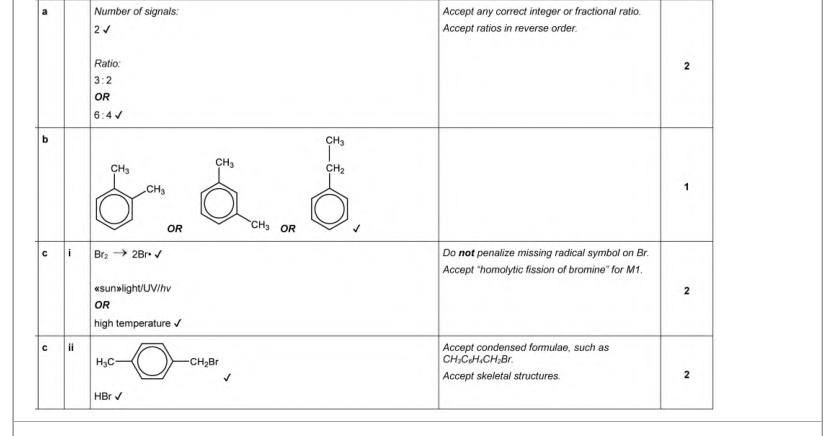 a
Number of signals:
2 ✓
Ratio:
3 : 2
OR
6 : 4 ✓
Accept any correct integer or fractional ratio.
Accept ratios in reverse order.
2
b
CH₃
CH₃
OR
CH₃
CH₃
OR
CH₃
CH₂
✓
1
c i
Br₂ → 2Br• ✓
«sun»light/UV/hv
OR
high temperature ✓
Do not penalize missing radical symbol on Br.
Accept "homolytic fission of bromine" for M1.
2
c ii
H₃C
CH₂Br
✓
HBr ✓
Accept condensed formulae, such as
CH₃C₆H₄CH₂Br.
Accept skeletal structures.
2